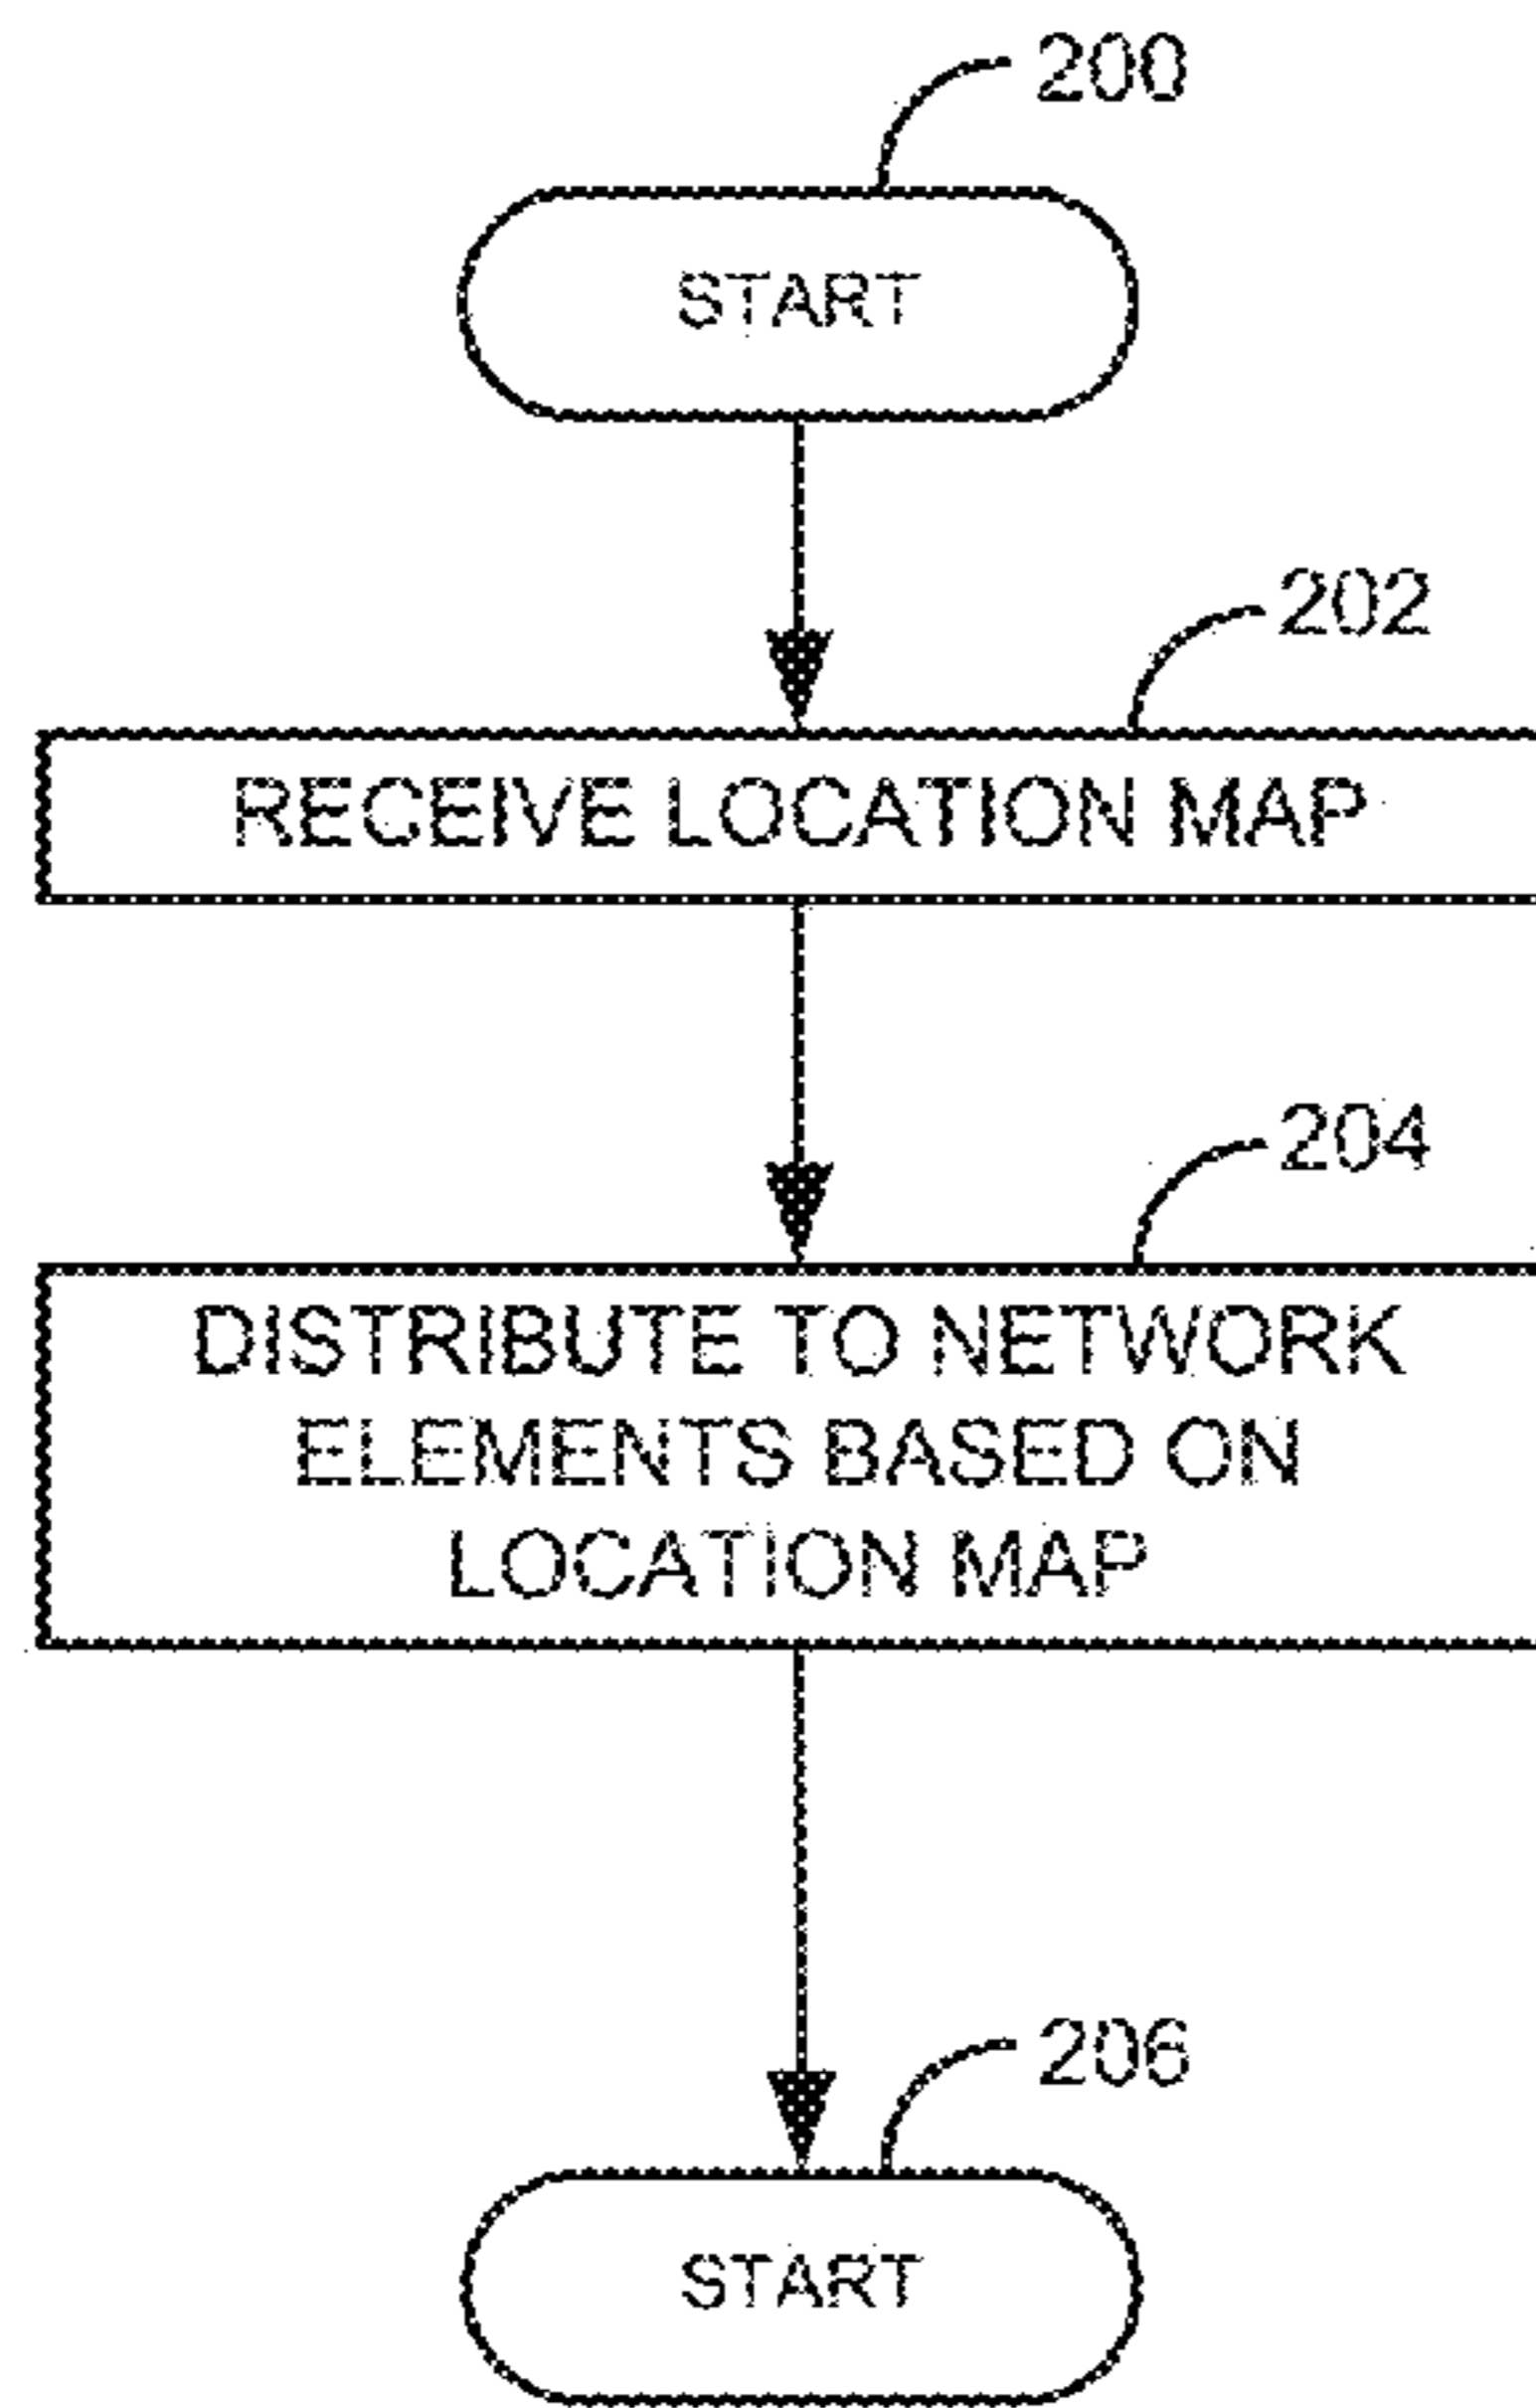 200
START
202
RECEIVE LOCATION MAP
204
DISTRIBUTE TO NETWORK
ELEMENTS BASED ON
LOCATION MAP
206
START